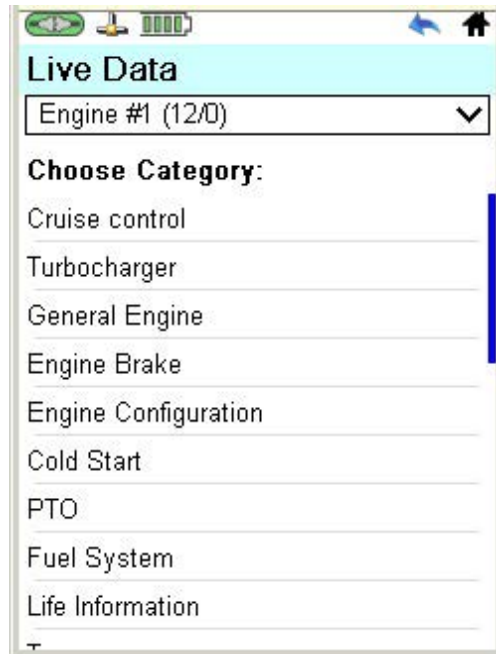 Live Data
Engine #1 (12/0)
Choose Category:
Cruise control
Turbocharger
General Engine
Engine Brake
Engine Configuration
Cold Start
PTO
Fuel System
Life Information